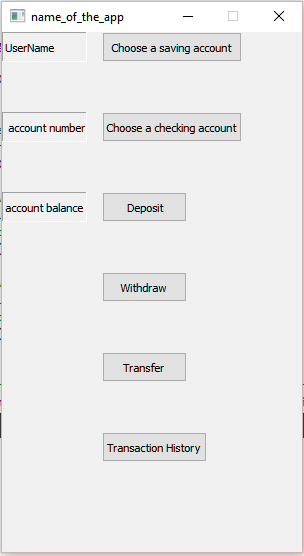 name_of_the_app
UserName
Choose a saving account
account number
Choose a checking account
account balance
Deposit
Withdraw
Transfer
Transaction History